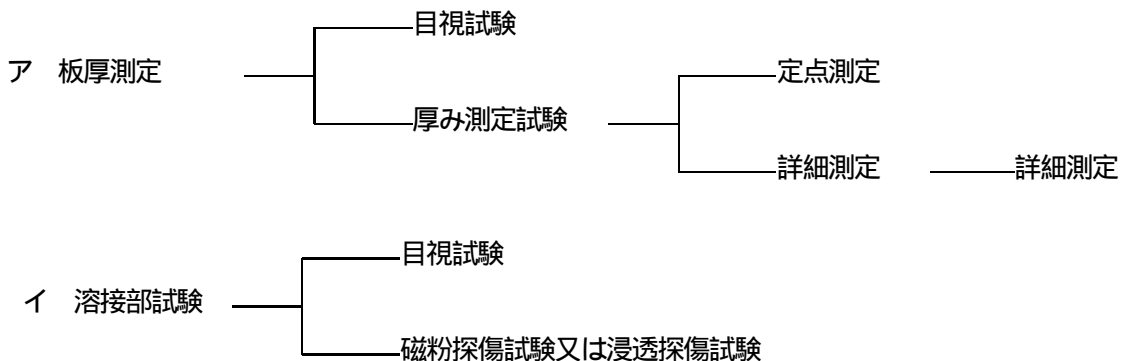 目視試験
ア 板厚測定
定点測定
厚み測定試験
詳細測定 詳細測定
目視試験
イ 溶接部試験
磁粉探傷試験又は浸透探傷試験